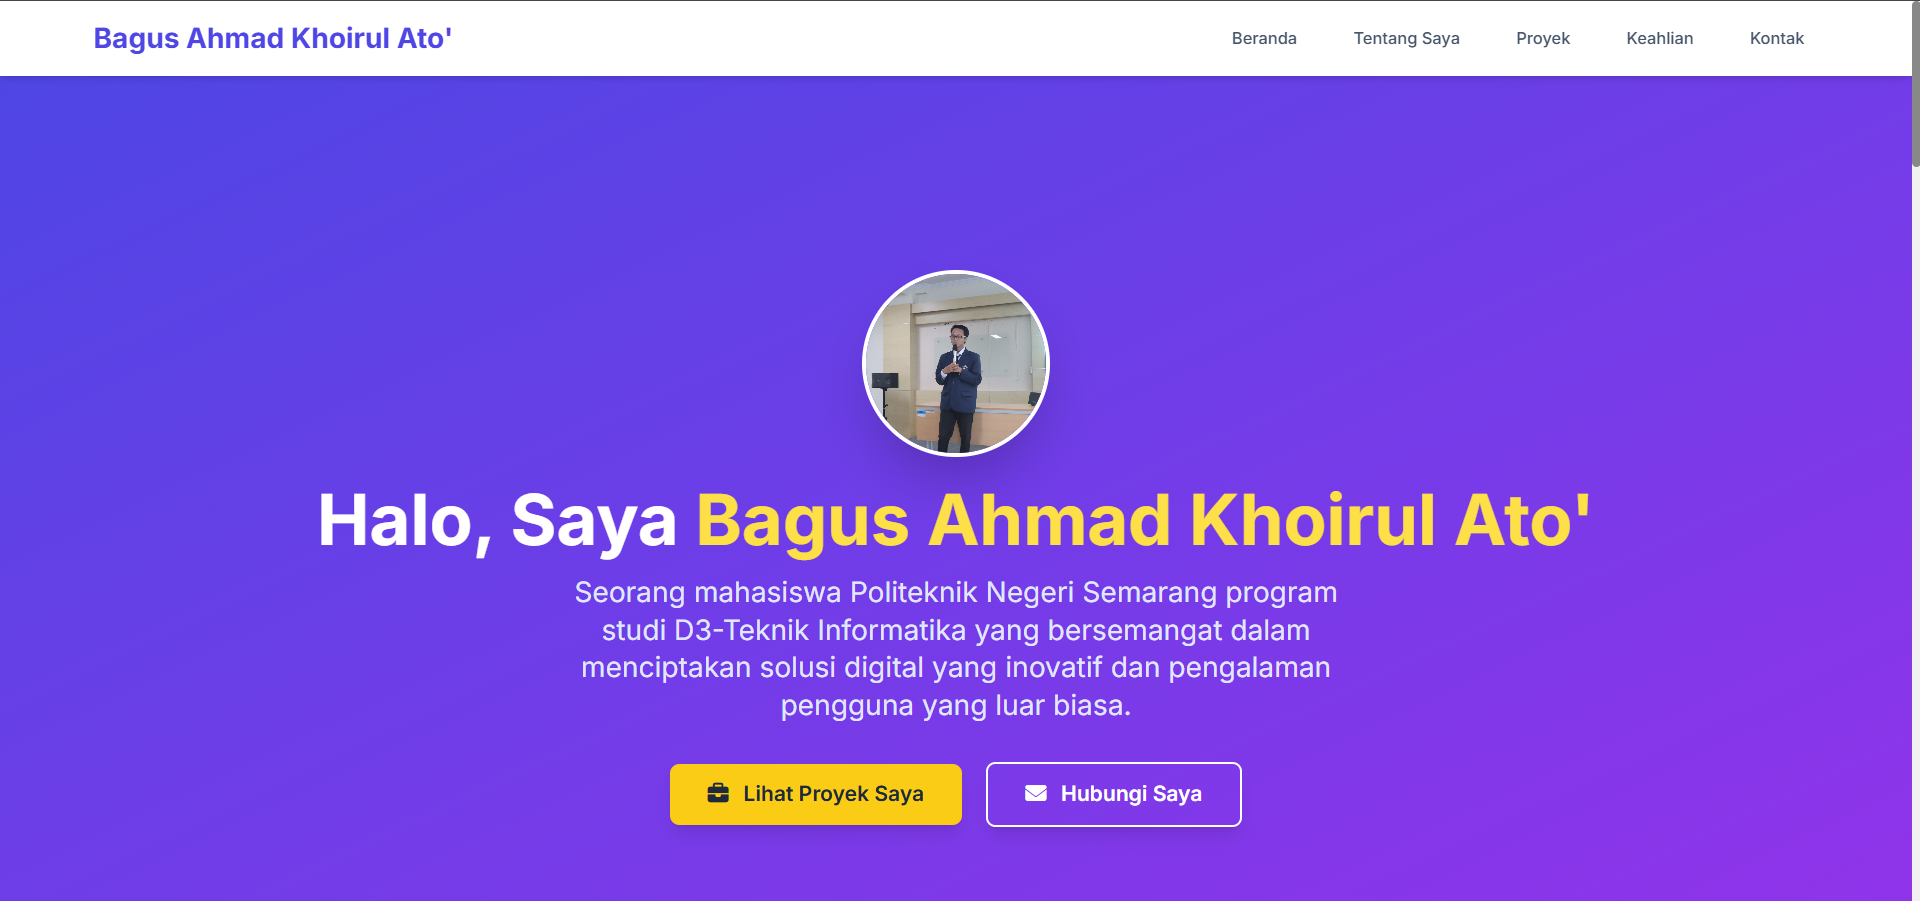 Bagus Ahmad Khoirul Ato'
Beranda
Tentang Saya
Proyek
Keahlian
Kontak
Halo, Saya Bagus Ahmad Khoirul Ato'
Seorang mahasiswa Politeknik Negeri Semarang program
studi D3-Teknik Informatika yang bersemangat dalam
menciptakan solusi digital yang inovatif dan pengalaman
pengguna yang luar biasa.
Lihat Proyek Saya
Hubungi Saya